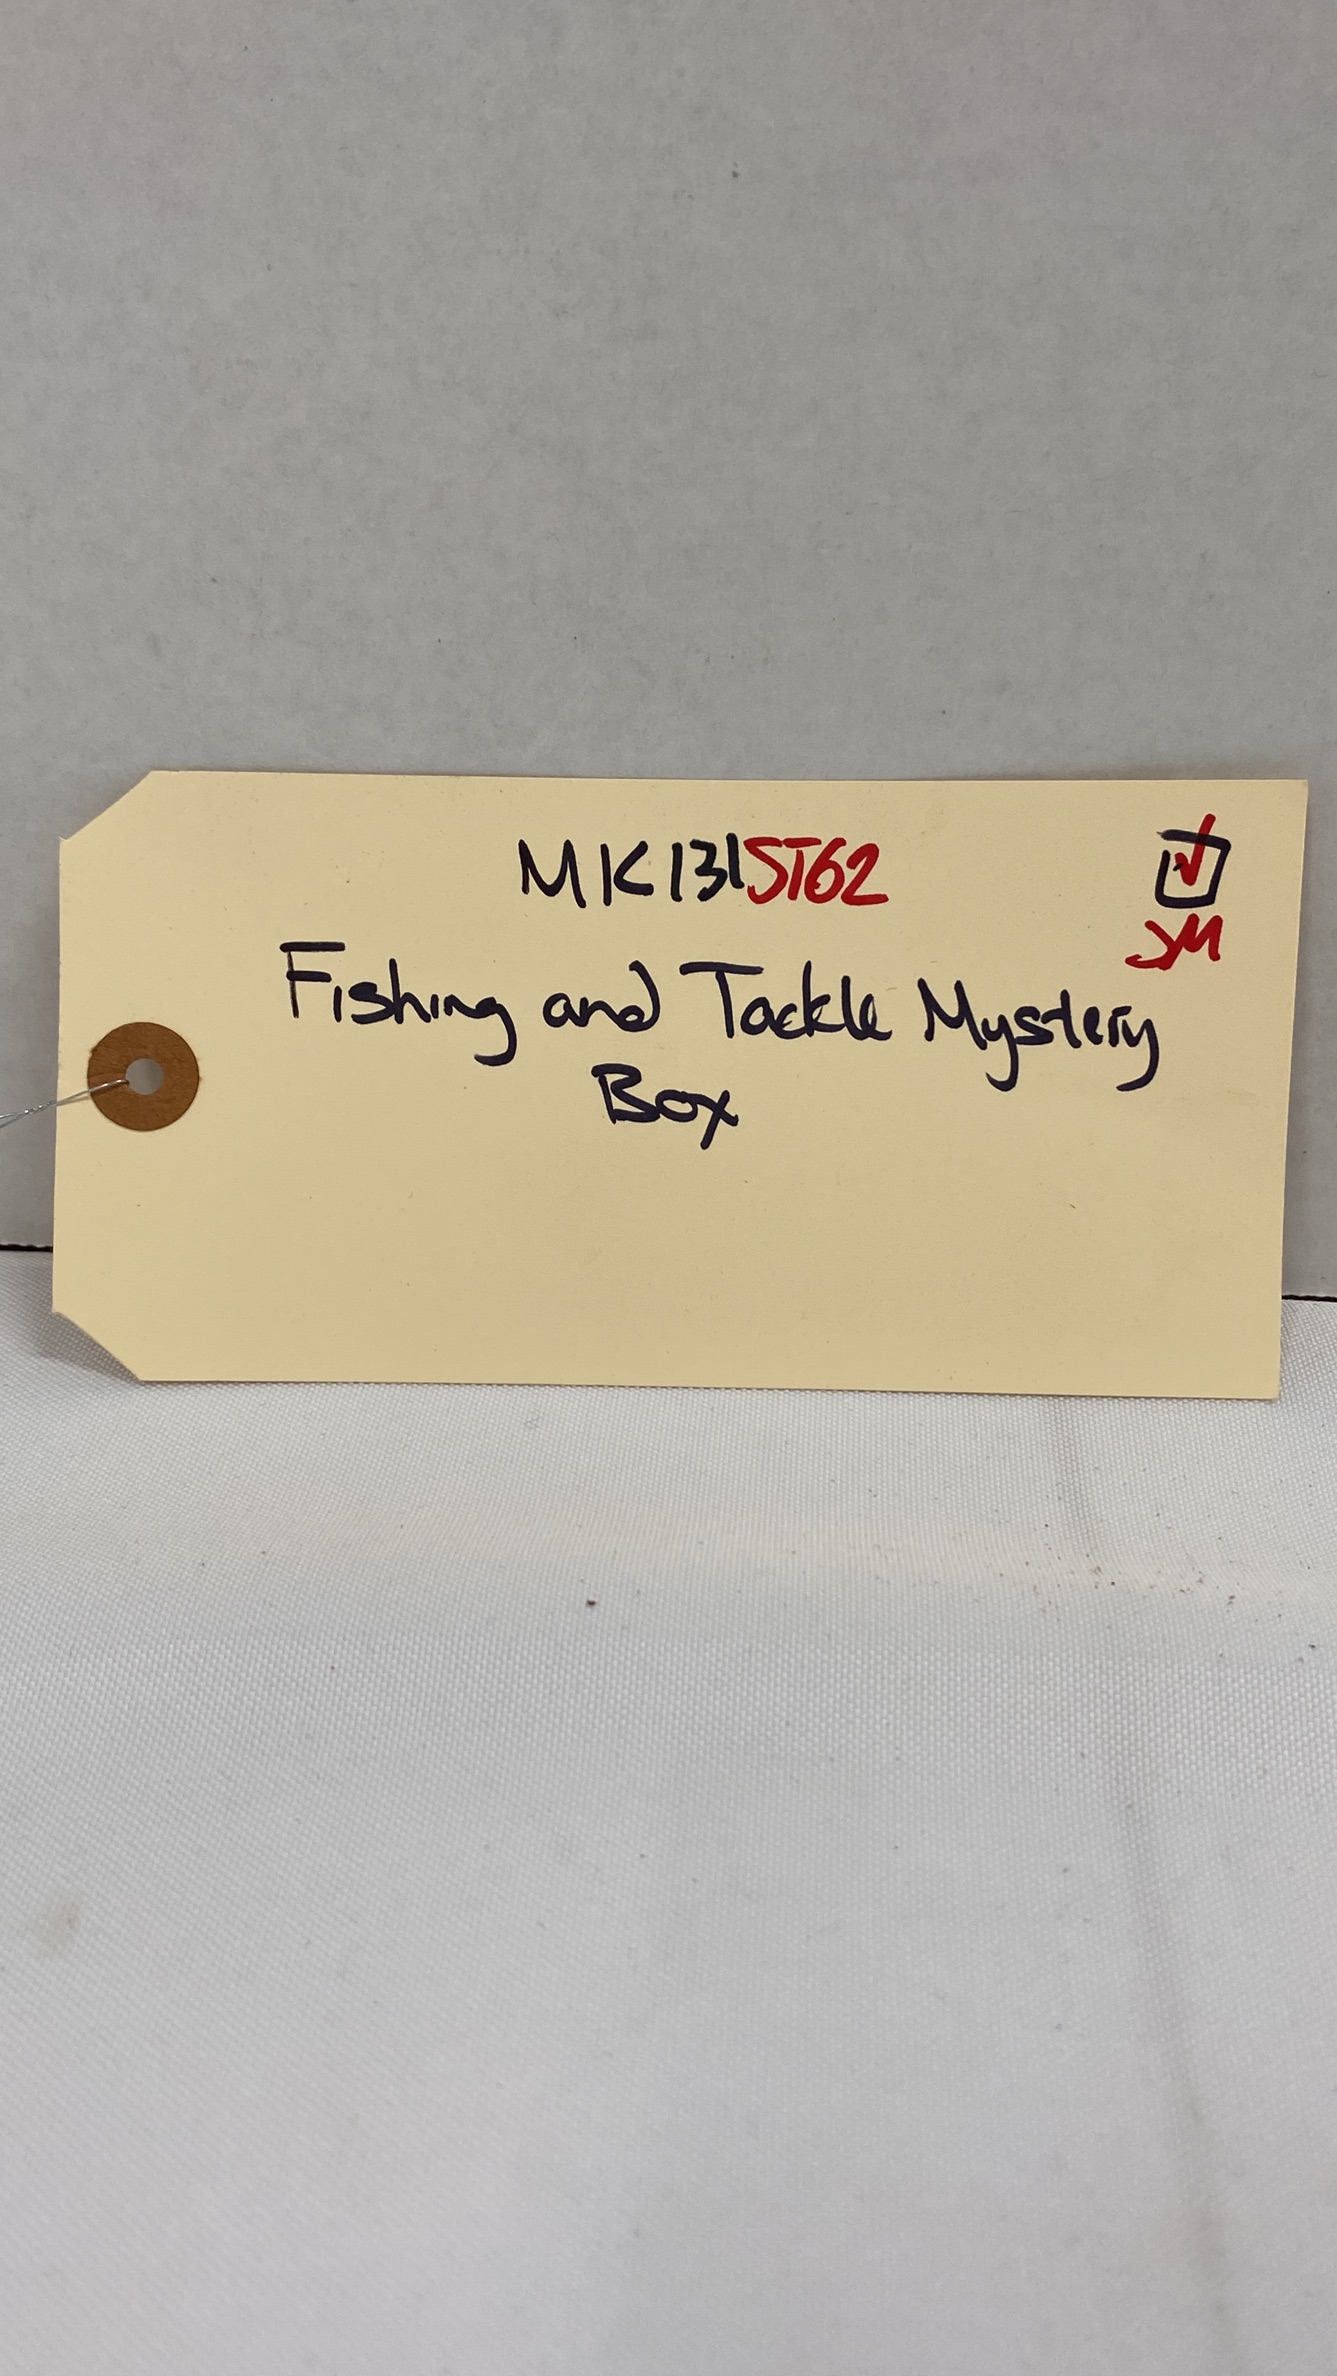 MK131ST62
JM
Fishing and Tackle Mystery
Box